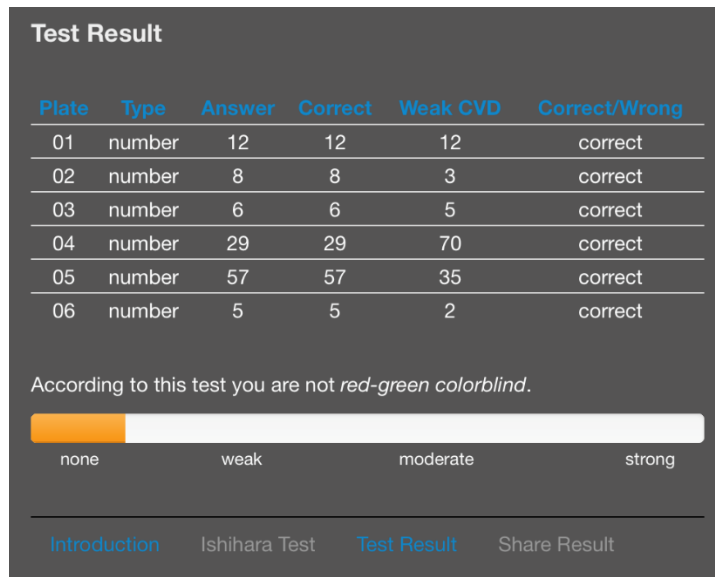 Test Result
Plate Type Answer Correct Weak CVD Correct/Wrong
01 number 12 12 12 correct
02 number 8 8 3 correct
03 number 6 6 5 correct
04 number 29 29 70 correct
05 number 57 57 35 correct
06 number 5 5 2 correct
According to this test you are not red-green colorblind.
none weak moderate strong
Introduction Ishihara Test Test Result Share Result